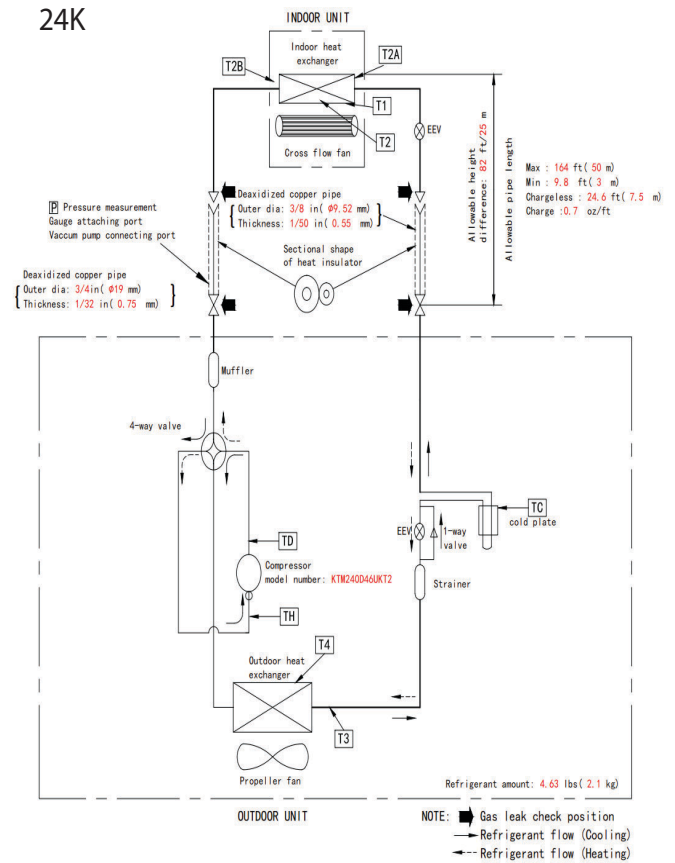 24K
INDOOR UNIT
Indoor heat
exchanger
T2B
T2A
T1
T2
Cross flow fan
EEV
Allowable height
difference: 82 ft/25 m
Allowable pipe length
Max : 164 ft( 50 m)
Min : 9.8 ft( 3 m)
Chargeless : 24.6 ft( 7.5 m)
Charge :0.7 oz/ft
P Pressure measurement
Gauge attaching port
Vaccum pump connecting port
Deaxidized copper pipe
{ Outer dia: 3/8 in( Φ9.52 mm) }
Thickness: 1/50 in( 0.55 mm)
Sectional shape
of heat insulator
Deaxidized copper pipe
{ Outer dia: 3/4in( Φ19 mm) }
Thickness: 1/32 in( 0.75 mm)
Muffler
4-way valve
TD
Compressor
model number: KTM240D46UKT2
TH
TC
cold plate
EEV
1-way
valve
Strainer
T4
Outdoor heat
exchanger
T3
Propeller fan
Refrigerant amount: 4.63 lbs( 2.1 kg)
OUTDOOR UNIT
NOTE: Gas leak check position
Refrigerant flow (Cooling)
Refrigerant flow (Heating)